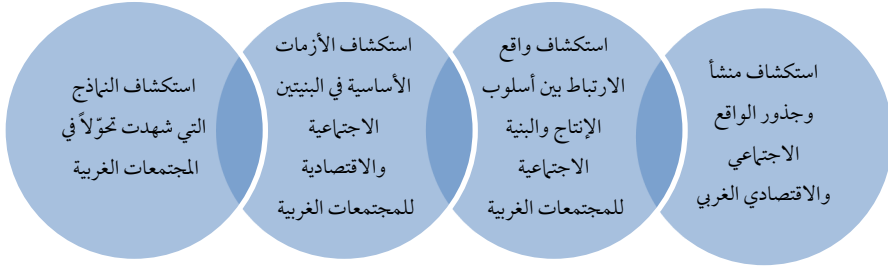 استكشاف منشأ
وجذور الواقع
الاجتماعي
والاقتصادي الغربي
استكشاف واقع
الارتباط بين أسلوب
الإنتاج والبنية
الاجتماعية
للمجتمعات الغربية
استكشاف الأزمات
الأساسية في البنيتين
الاجتماعية
والاقتصادية
للمجتمعات الغربية
استكشاف النماذج
التي شهدت تحوّلاً في
المجتمعات الغربية